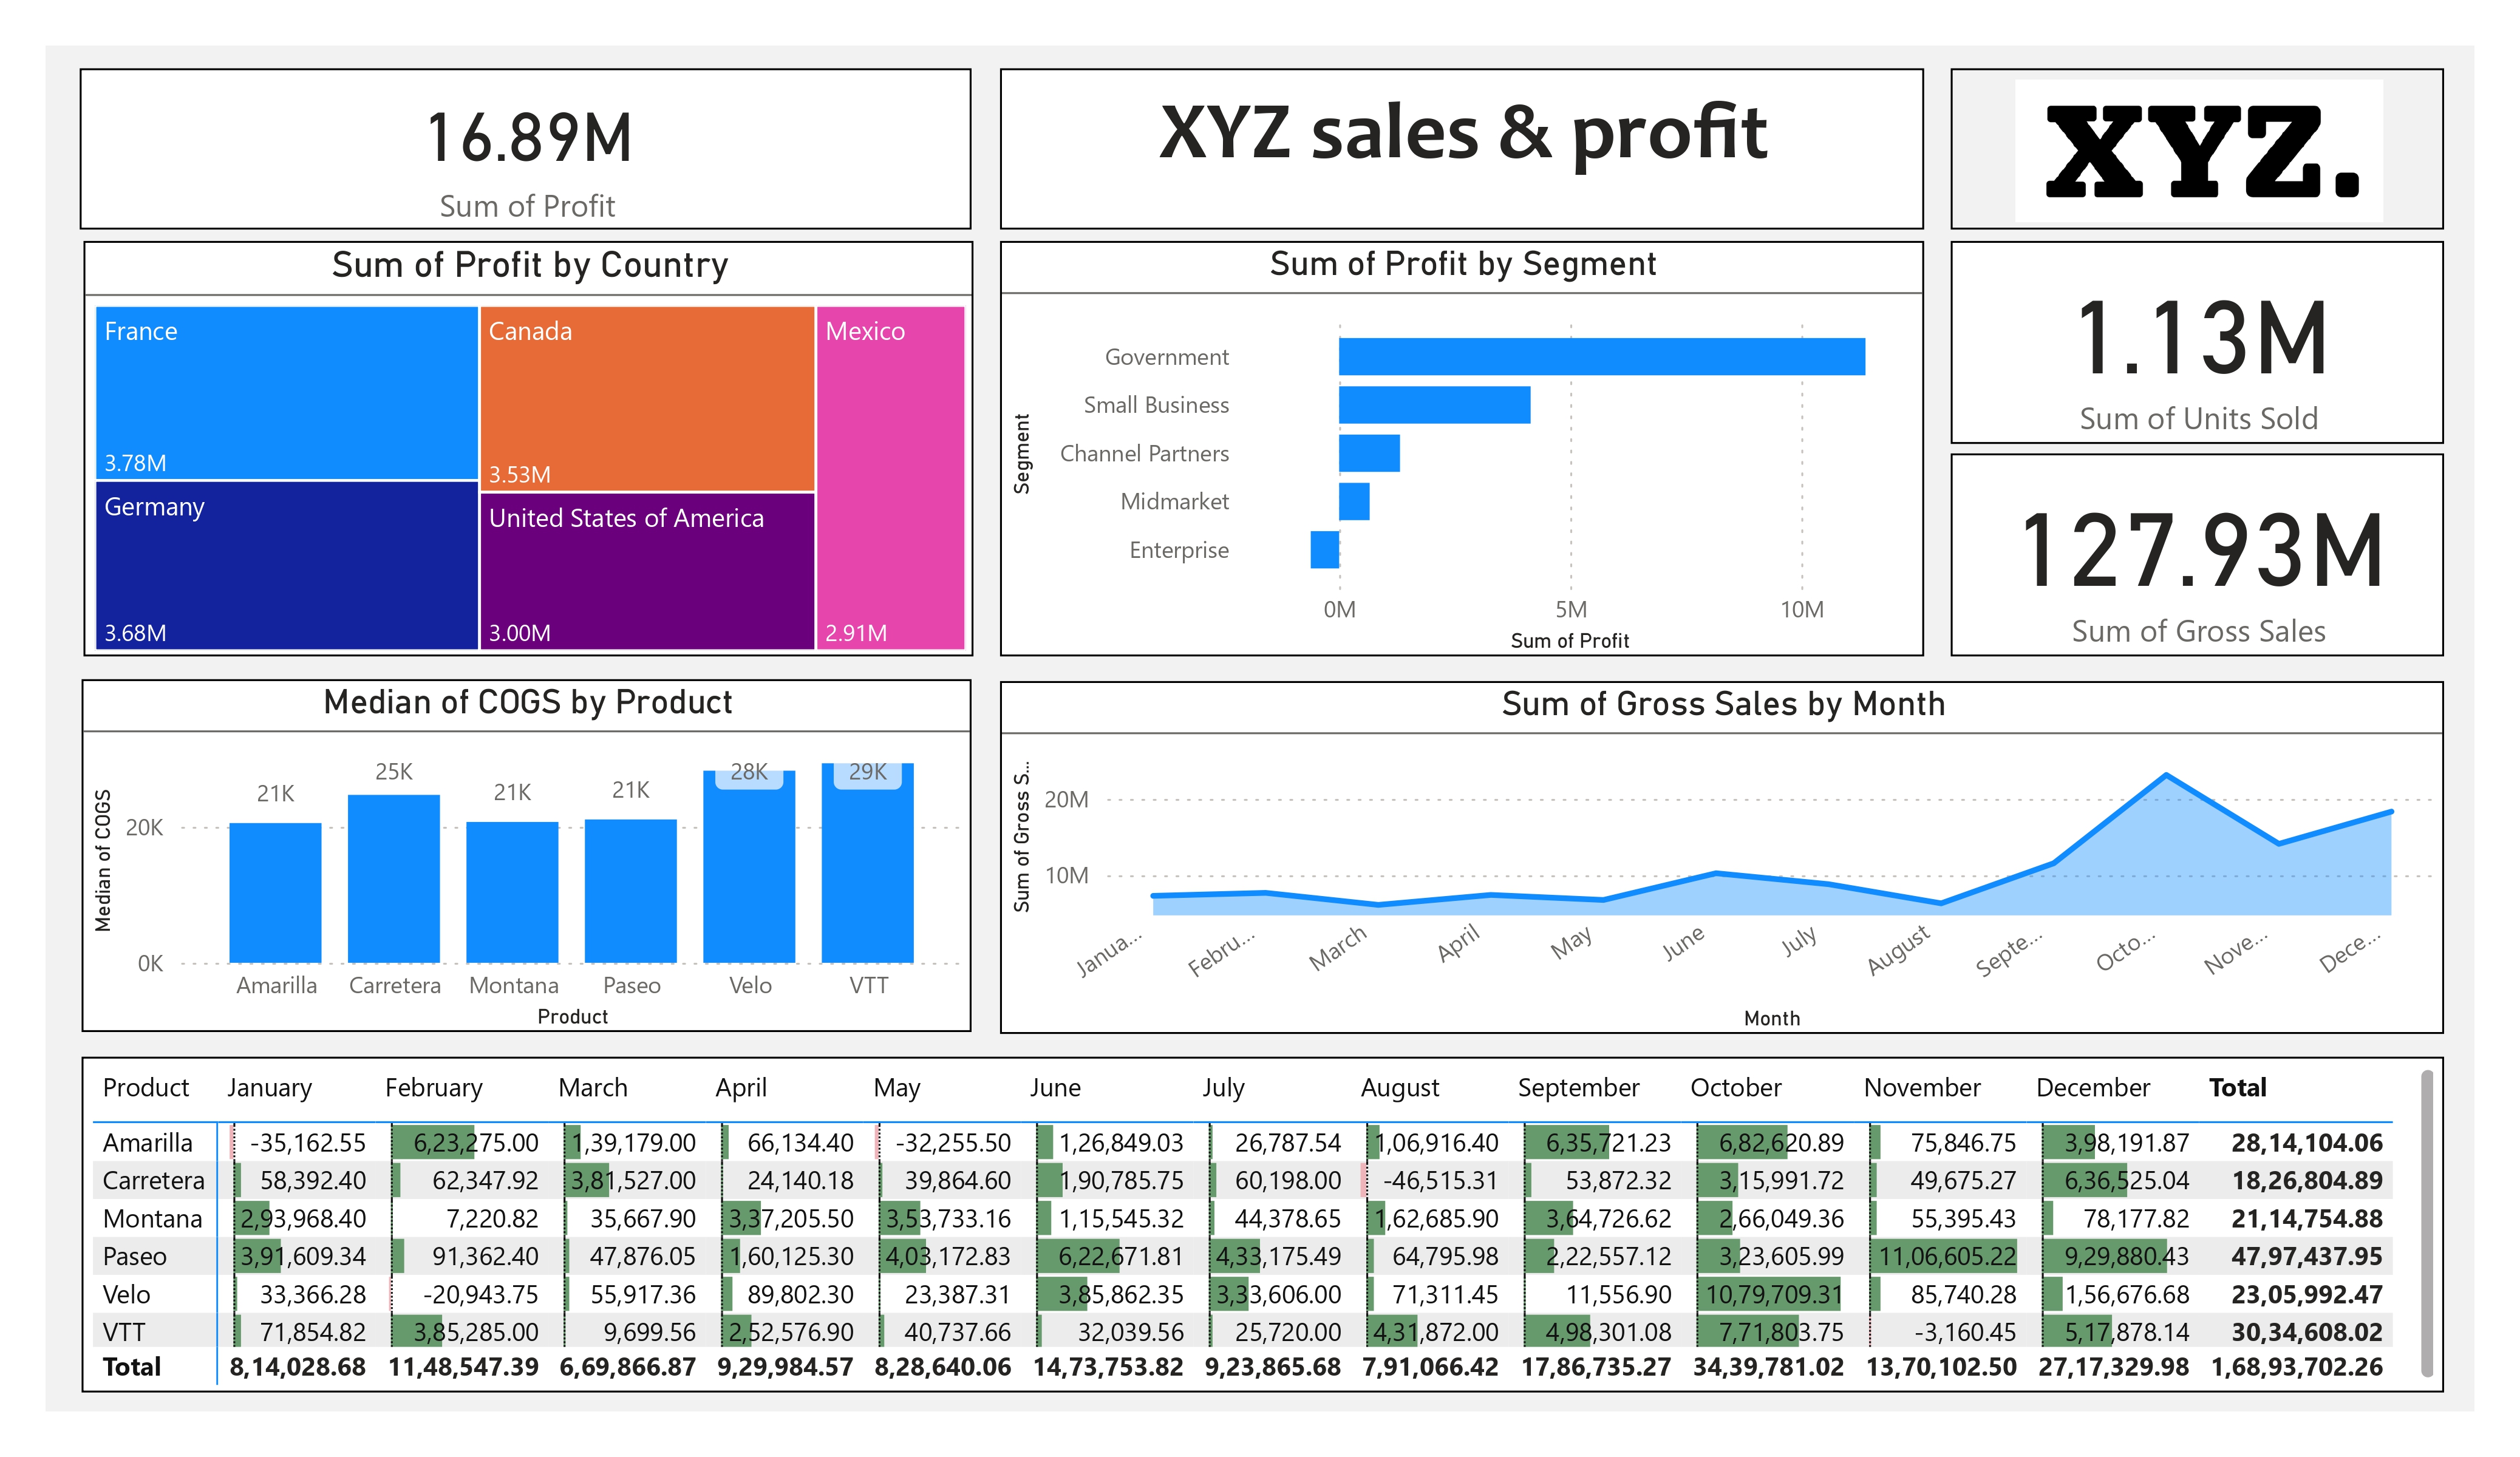 16.89M
Sum of Profit
XYZ sales & profit
XYZ.
Sum of Profit by Country
France
3.78M
Germany
3.68M
Canada
3.53M
United States of America
3.00M
Mexico
2.91M
Sum of Profit by Segment
Segment
Government
Small Business
Channel Partners
Midmarket
Enterprise
0M 5M 10M
Sum of Profit
1.13M
Sum of Units Sold
127.93M
Sum of Gross Sales
Median of COGS by Product
Median of COGS
20K
0K
21K 25K 21K 21K 28K 29K
Amarilla Carretera Montana Paseo Velo VTT
Product
Sum of Gross Sales by Month
Sum of Gross S...
20M
10M
Janua... Febru... March April May June July August Septe... Octo... Nove... Dece...
Month
Product January February March April May June July August September October November December Total
Amarilla -35,162.55 6,23,275.00 1,39,179.00 66,134.40 -32,255.50 1,26,849.03 26,787.54 1,06,916.40 6,35,721.23 6,82,620.89 75,846.75 3,98,191.87 28,14,104.06
Carretera 58,392.40 62,347.92 3,81,527.00 24,140.18 39,864.60 1,90,785.75 60,198.00 -46,515.31 53,872.32 3,15,991.72 49,675.27 6,36,525.04 18,26,804.89
Montana 2,93,968.40 7,220.82 35,667.90 3,37,205.50 3,53,733.16 1,15,545.32 44,378.65 1,62,685.90 3,64,726.62 2,66,049.36 55,395.43 78,177.82 21,14,754.88
Paseo 3,91,609.34 91,362.40 47,876.05 1,60,125.30 4,03,172.83 6,22,671.81 4,33,175.49 64,795.98 2,22,557.12 3,23,605.99 11,06,605.22 9,29,880.43 47,97,437.95
Velo 33,366.28 -20,943.75 55,917.36 89,802.30 23,387.31 3,85,862.35 3,33,606.00 71,311.45 11,556.90 10,79,709.31 85,740.28 1,56,676.68 23,05,992.47
VTT 71,854.82 3,85,285.00 9,699.56 2,52,576.90 40,737.66 32,039.56 25,720.00 4,31,872.00 4,98,301.08 7,71,803.75 -3,160.45 5,17,878.14 30,34,608.02
Total 8,14,028.68 11,48,547.39 6,69,866.87 9,29,984.57 8,28,640.06 14,73,753.82 9,23,865.68 7,91,066.42 17,86,735.27 34,39,781.02 13,70,102.50 27,17,329.98 1,68,93,702.26